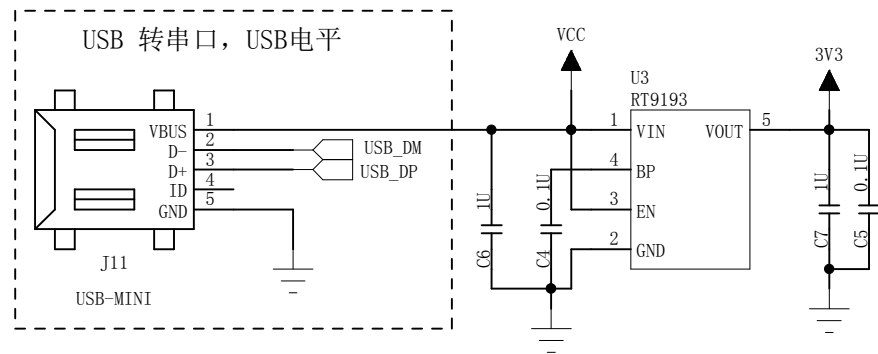 USB 转串口，USB电平
VCC
3V3
U3
RT9193
1
VBUS
2
D-
USB_DM
3
D+
USB_DP
4
ID
5
GND
J11
USB-MINI
1
VIN
VOUT
5
4
BP
3
EN
2
GND
1U
C6
0.1U
C4
1U
C7
0.1U
C5